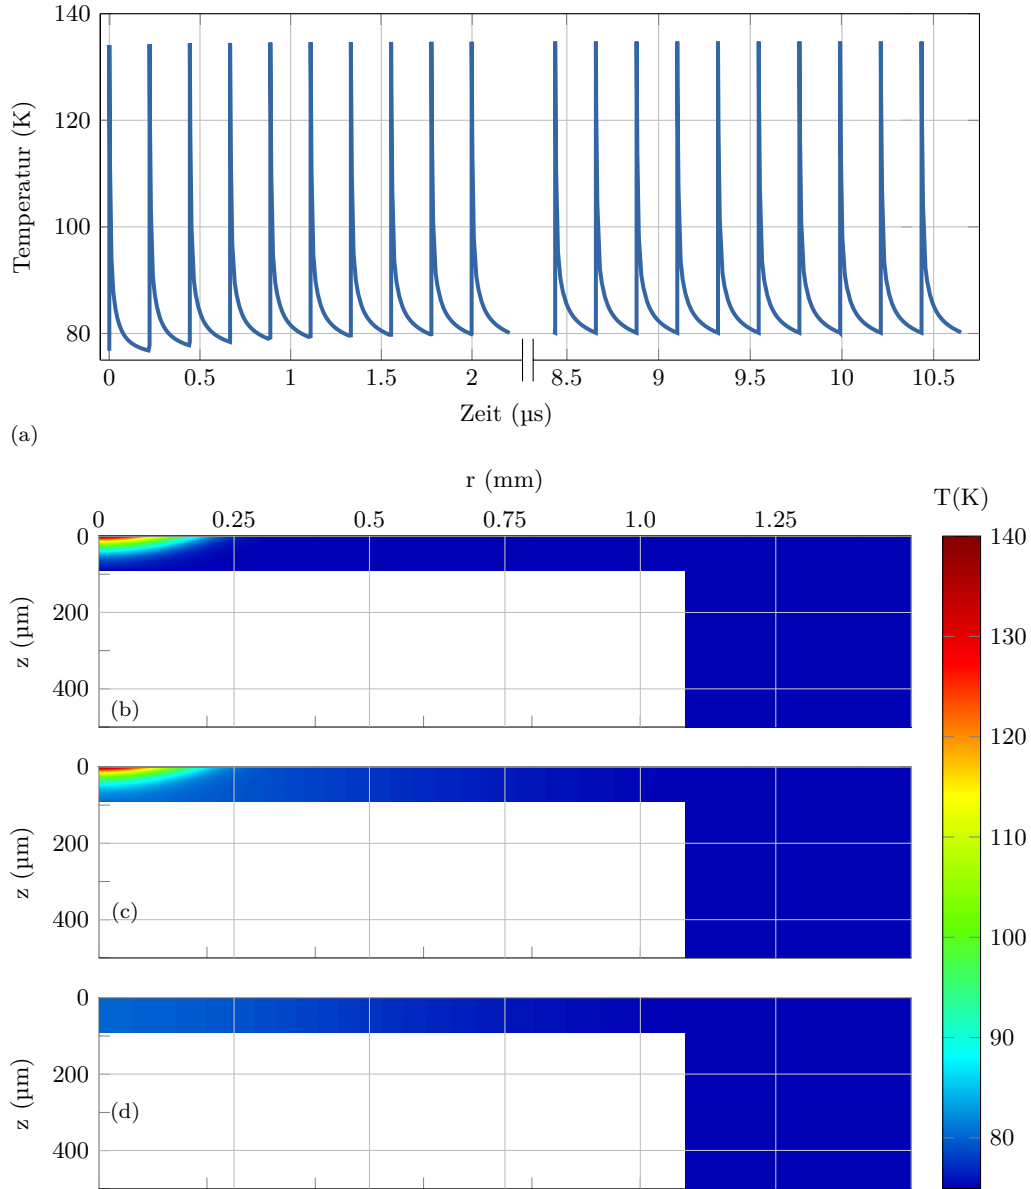 140
120
100
80
Temperatur (K)
0 0.5 1 1.5 2 8.5 9 9.5 10 10.5
Zeit (µs)
(a)
r (mm)
T(K)
0 0.25 0.5 0.75 1.0 1.25
0
200
400
z (µm)
(b)
0
200
400
z (µm)
(c)
0
200
400
z (µm)
(d)
140
130
120
110
100
90
80